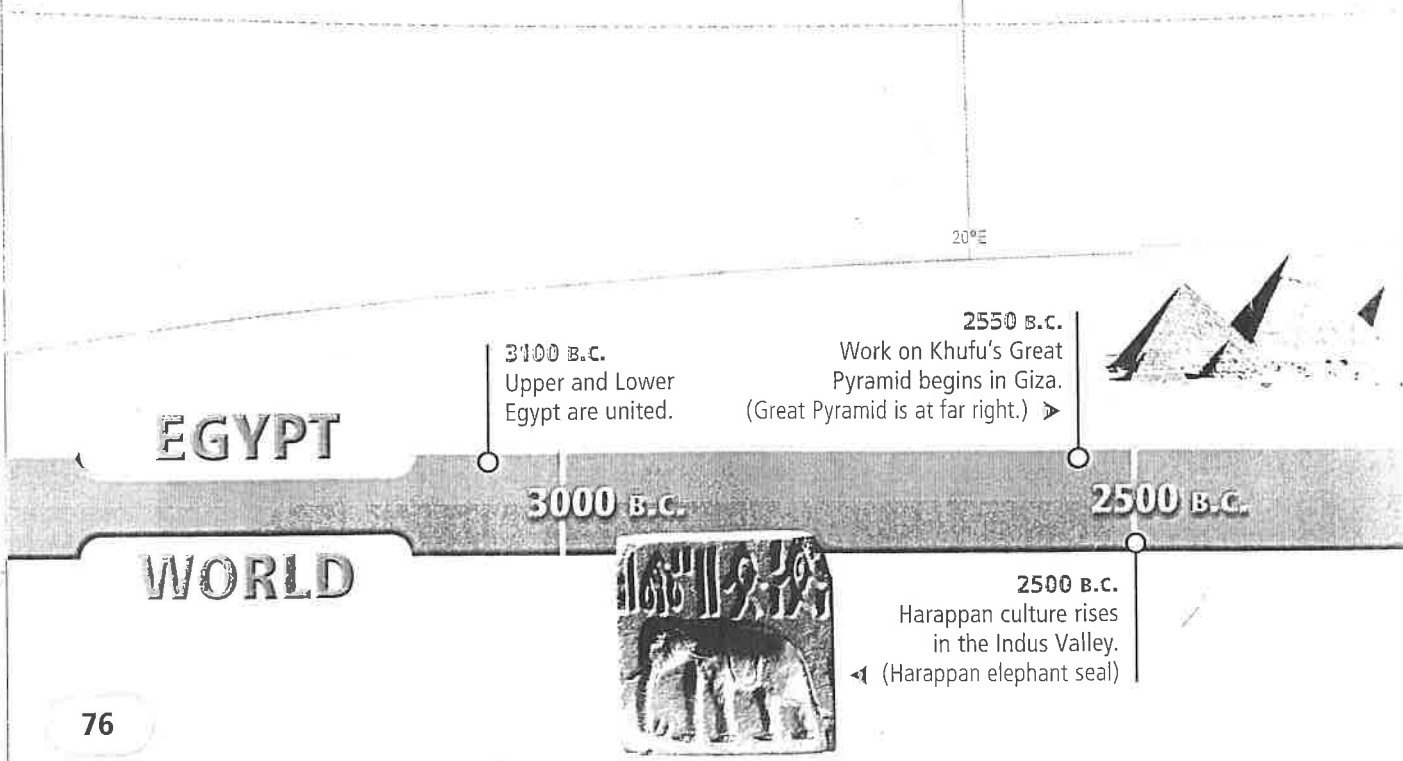 20°E
3100 B.C.
Upper and Lower
Egypt are united.
2550 B.C.
Work on Khufu's Great
Pyramid begins in Giza.
(Great Pyramid is at far right.)
EGYPT
3000 B.C.
2500 B.C.
WORLD
2500 B.C.
Harappan culture rises
in the Indus Valley.
(Harappan elephant seal)
76